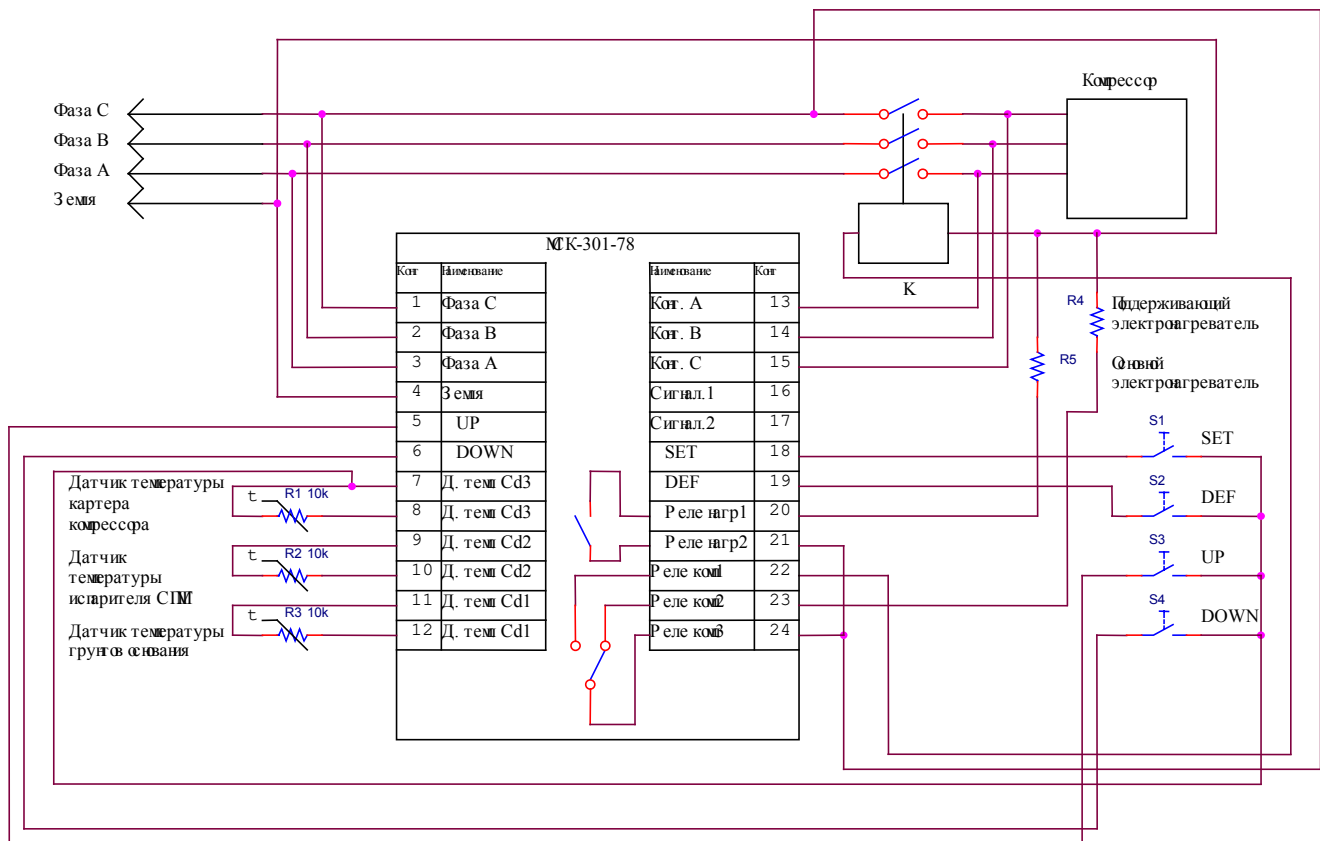 Компрессор
Фаза C
Фаза B
Фаза A
Земля
МСК-301-78
Конт Наименование Наименование Конт
K
1 Фаза C Конт. A 13
2 Фаза B Конт. B 14
3 Фаза A Конт. C 15
4 Земля Сигнал.1 16
5 UP Сигнал.2 17
6 DOWN SET 18
7 Д. темп Cd3 DEF 19
8 Д. темп Cd3 Реле нагр1 20
9 Д. темп Cd2 Реле нагр2 21
10 Д. темп Cd2 Реле комп1 22
11 Д. темп Cd1 Реле комп2 23
12 Д. темп Cd1 Реле комп3 24
R4 Поддерживающий
электронагреватель
R5 Основной
электронагреватель
S1 SET
S2 DEF
S3 UP
S4 DOWN
Датчик температуры
картера
компрессора
t R1 10k
Датчик
температуры
испарителя СПМГ
t R2 10k
Датчик температуры
грунтов основания
t R3 10k